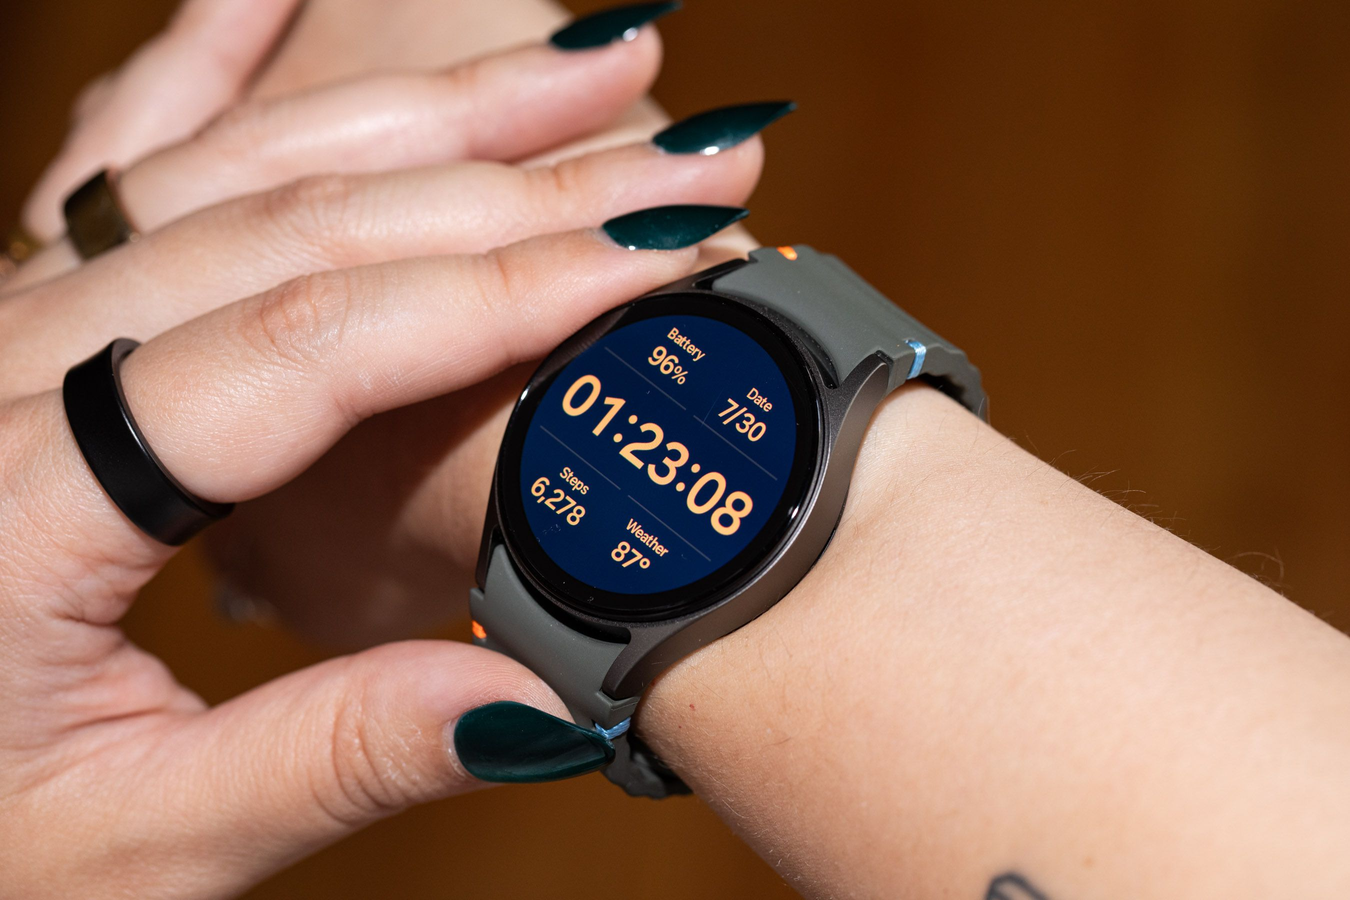 Battery
96%
Date
7/30
01:23:08
Steps
6,278
Weather
87°